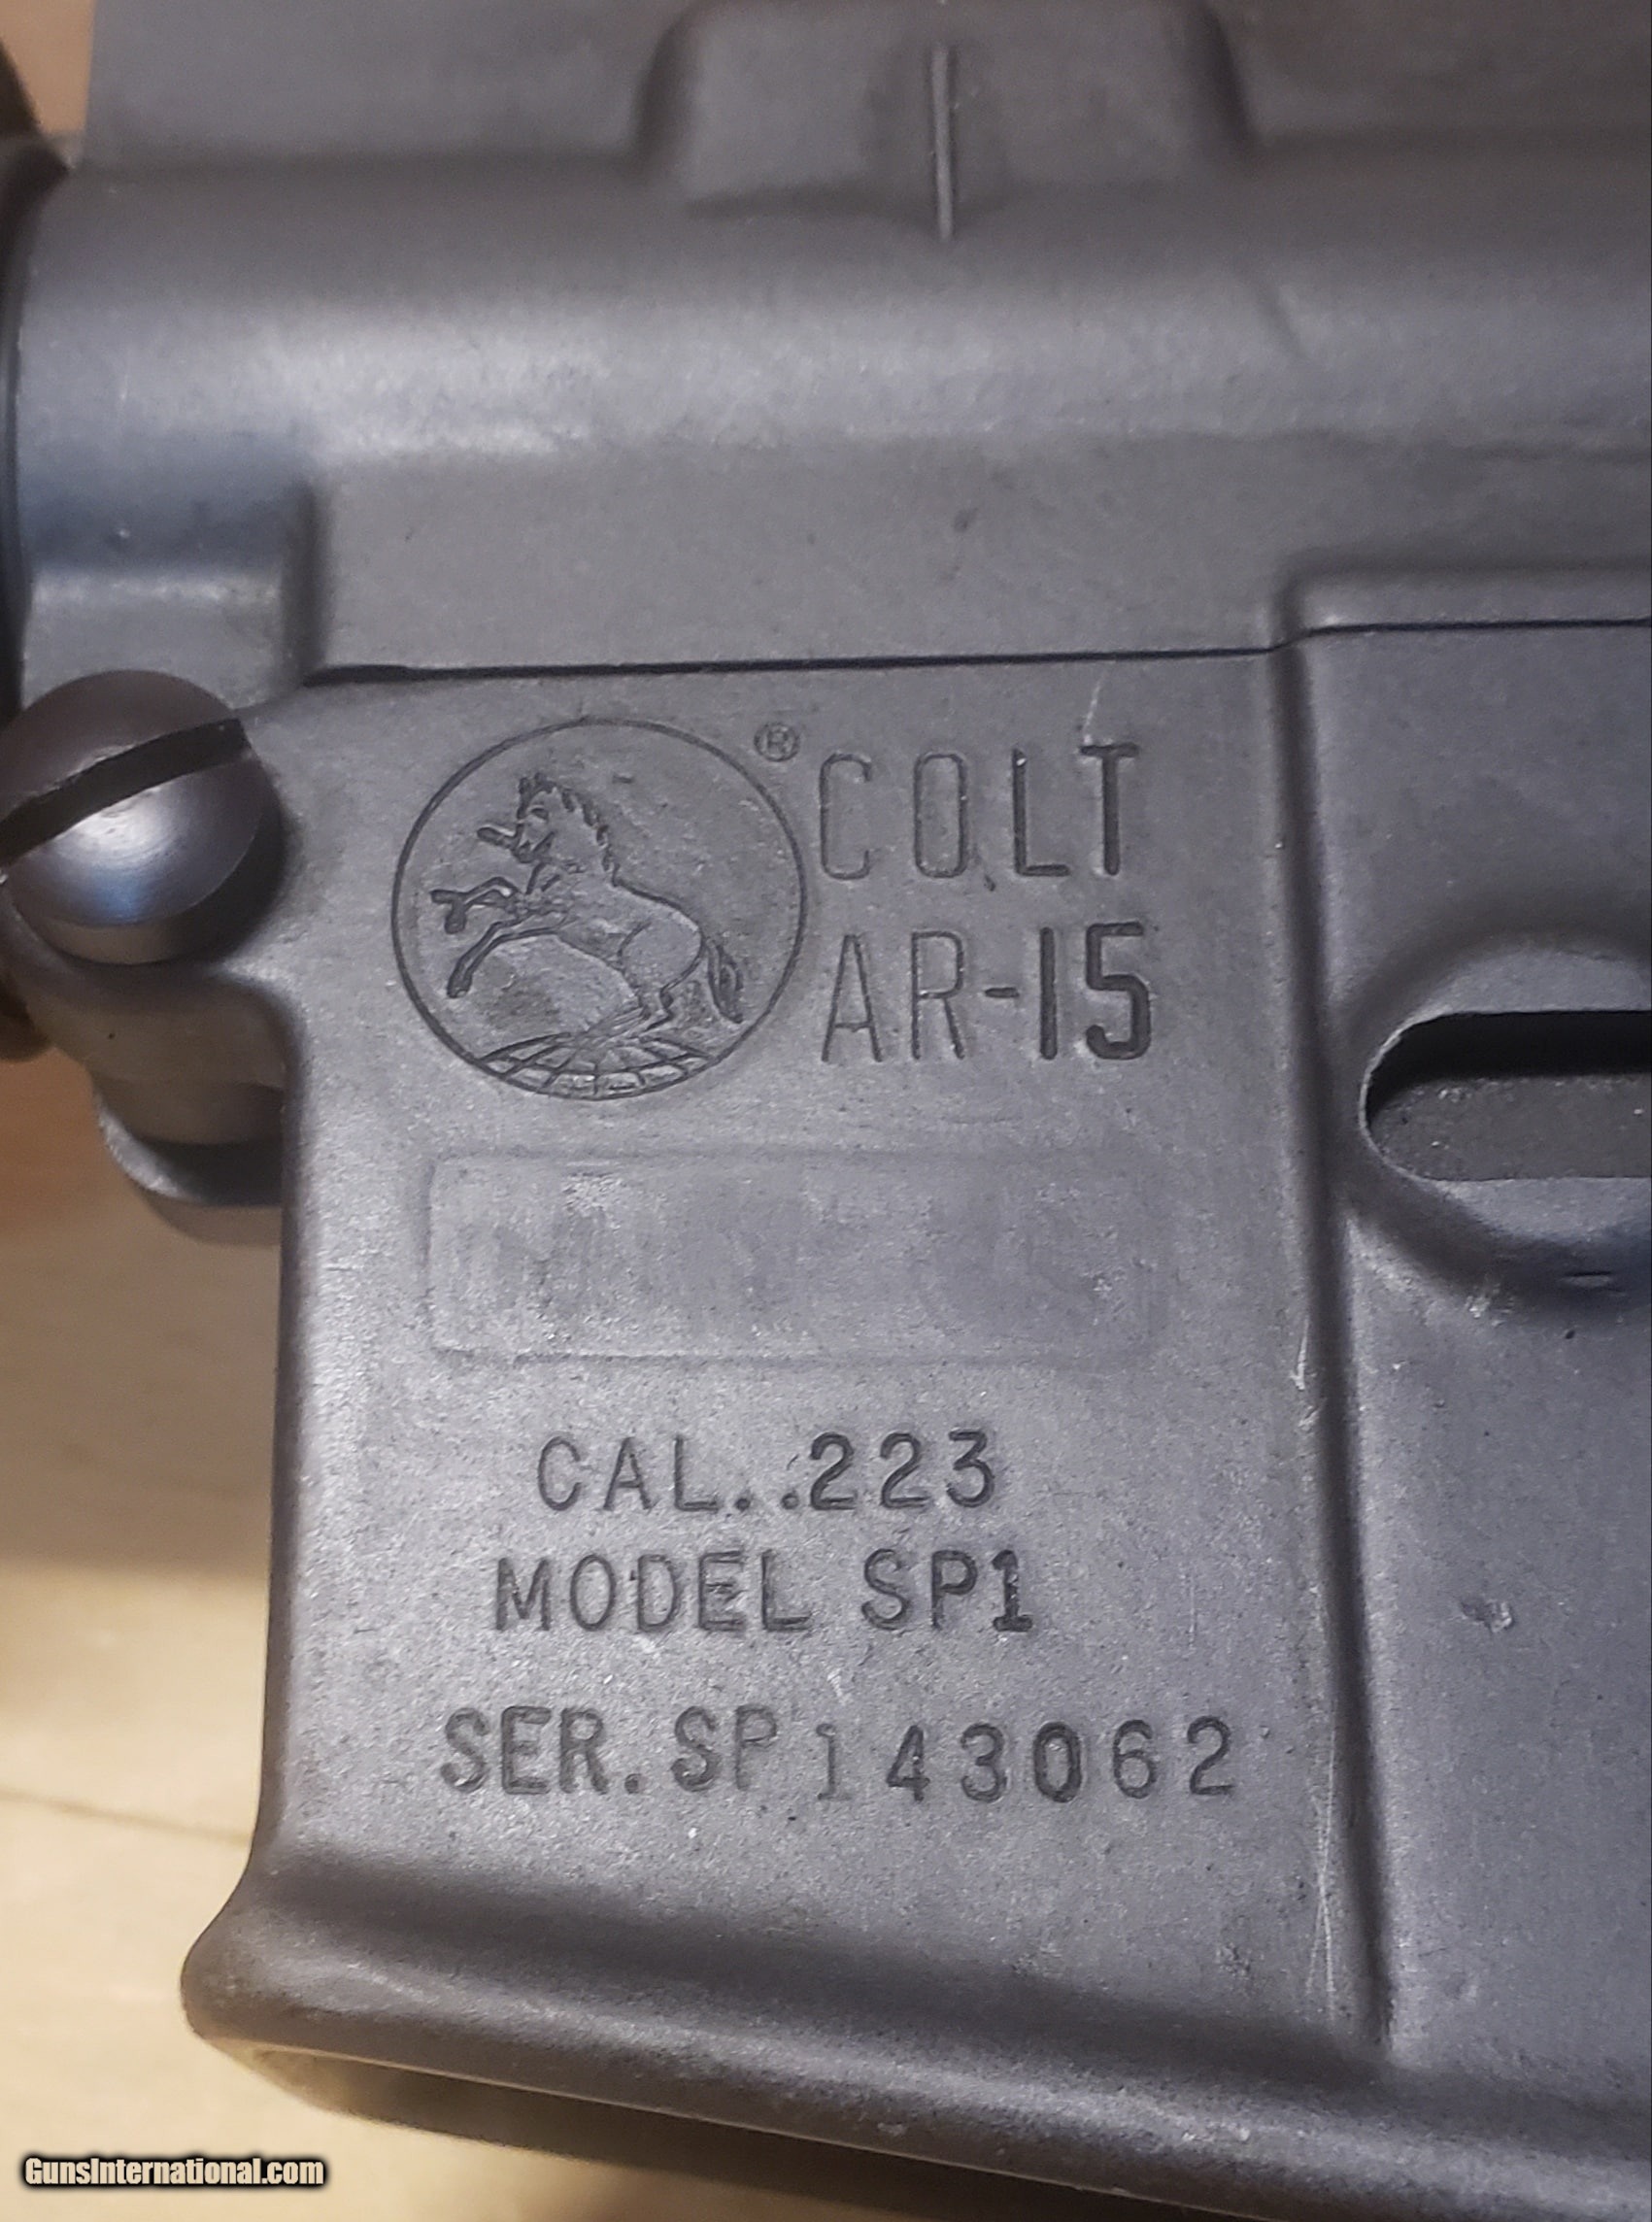 ® COLT
AR-15
CAL..223
MODEL SP1
SER.SP143062
GunsInternational.com